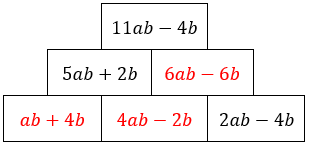 11ab − 4b
5ab + 2b 6ab − 6b
ab + 4b 4ab − 2b 2ab − 4b